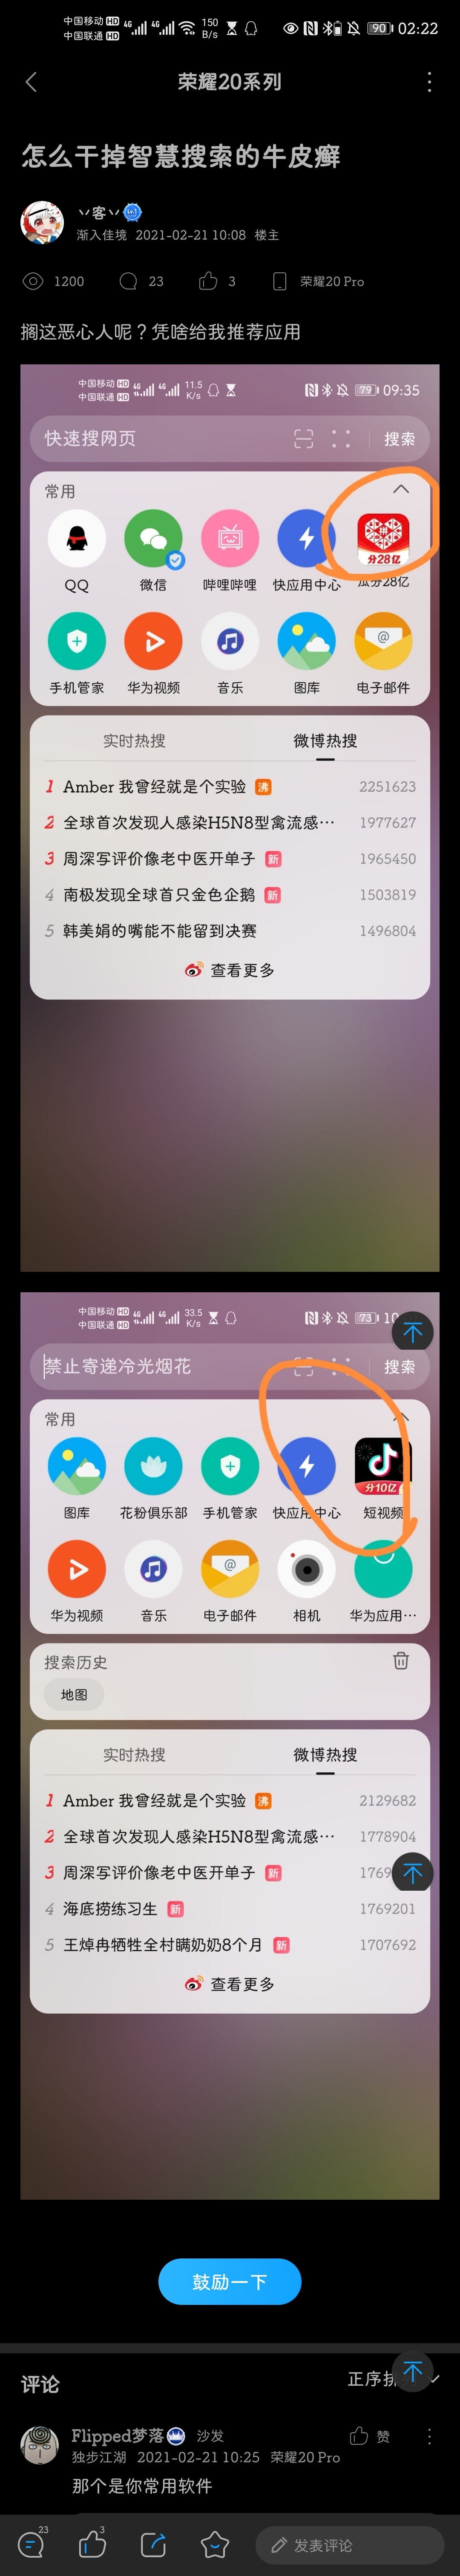 中国移动 HD 4G 4G 150 B/s 90 02:22
中国联通 HD
荣耀20系列
怎么干掉智慧搜索的牛皮癣
丷客丷 Lv.3
渐入佳境 2021-02-21 10:08 楼主
1200 23 3 荣耀20 Pro
搁这恶心人呢？凭啥给我推荐应用
中国移动 HD 4G 4G 11.5 K/s 79 09:35
中国联通 HD
快速搜网页 搜索
常用
分28亿
QQ 微信 哔哩哔哩 快应用中心 瓜分28亿
@
手机管家 华为视频 音乐 图库 电子邮件
实时热搜 微博热搜
1 Amber 我曾经就是个实验 沸 2251623
2 全球首次发现人感染H5N8型禽流感… 1977627
3 周深写评价像老中医开单子 新 1965450
4 南极发现全球首只金色企鹅 新 1503819
5 韩美娟的嘴能不能留到决赛 1496804
查看更多
中国移动 HD 4G 4G 33.5 K/s 73 10
中国联通 HD
禁止寄递冷光烟花 搜索
常用
分10亿
图库 花粉俱乐部 手机管家 快应用中心 短视频
@
华为视频 音乐 电子邮件 相机 华为应用…
搜索历史
地图
实时热搜 微博热搜
1 Amber 我曾经就是个实验 沸 2129682
2 全球首次发现人感染H5N8型禽流感… 1778904
3 周深写评价像老中医开单子 新 1769
4 海底捞练习生 新 1769201
5 王焯冉牺牲全村瞒奶奶8个月 新 1707692
查看更多
鼓励一下
评论 正序排
Flipped梦落 沙发 赞
独步江湖 2021-02-21 10:25 荣耀20 Pro
那个是你常用软件
23 3 发表评论